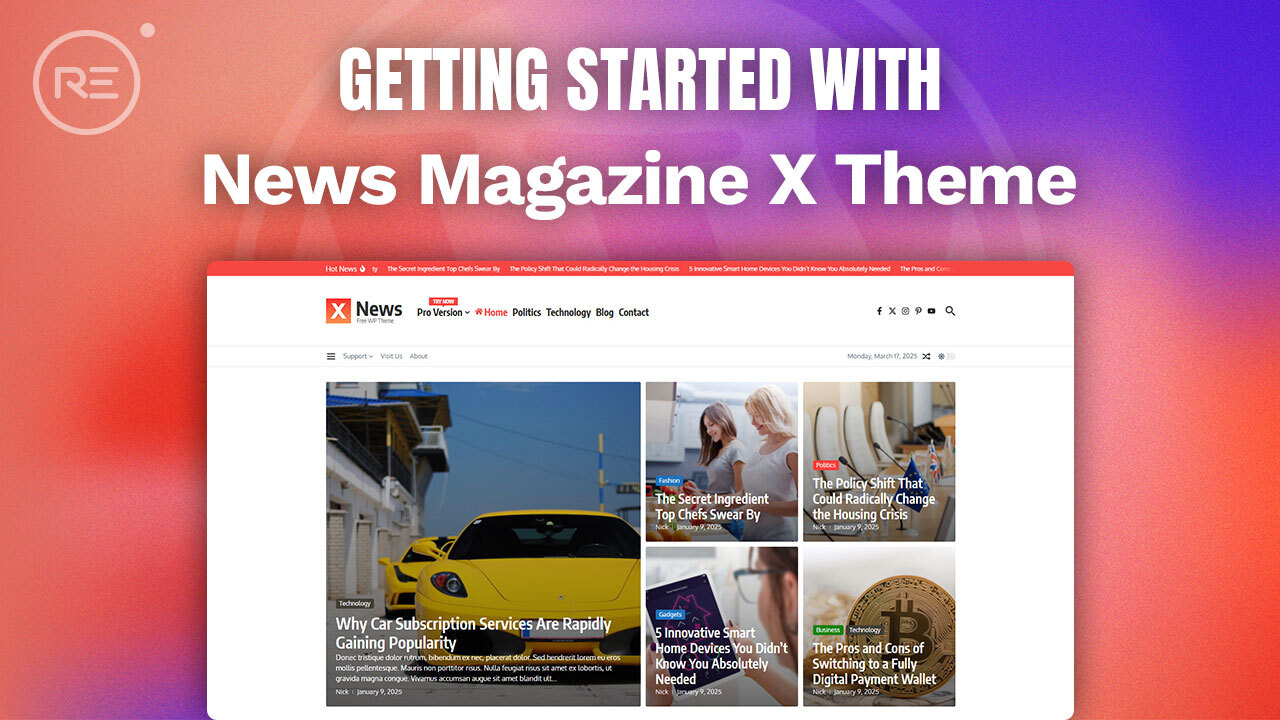 RE
GETTING STARTED WITH
News Magazine X Theme
Hot News ty The Secret Ingredient Top Chefs Swear By The Policy Shift That Could Radically Change the Housing Crisis 5 Innovative Smart Home Devices You Didn't Know You Absolutely Needed The Pros and Cons
TRY NOW
X News
Free WP Theme
Pro Version Home Politics Technology Blog Contact
Support Visit Us About
Monday, March 17, 2025
Technology
Why Car Subscription Services Are Rapidly
Gaining Popularity
Donec tristique dolor rutrum, bibendum ex nec, placerat dolor. Sed hendrerit lorem eu eros
mollis pellentesque. Mauris non porttitor risus. Nulla feugiat risus sit amet ex lobortis, ut
gravida magna congue. Vivamus accumsan augue sit amet blandit ult...
Nick January 9, 2025
Fashion
The Secret Ingredient
Top Chefs Swear By
Nick January 9, 2025
Politics
The Policy Shift That
Could Radically Change
the Housing Crisis
Nick January 9, 2025
Gadgets
5 Innovative Smart
Home Devices You Didn't
Know You Absolutely
Needed
Nick January 9, 2025
Business Technology
The Pros and Cons of
Switching to a Fully
Digital Payment Wallet
Nick January 9, 2025